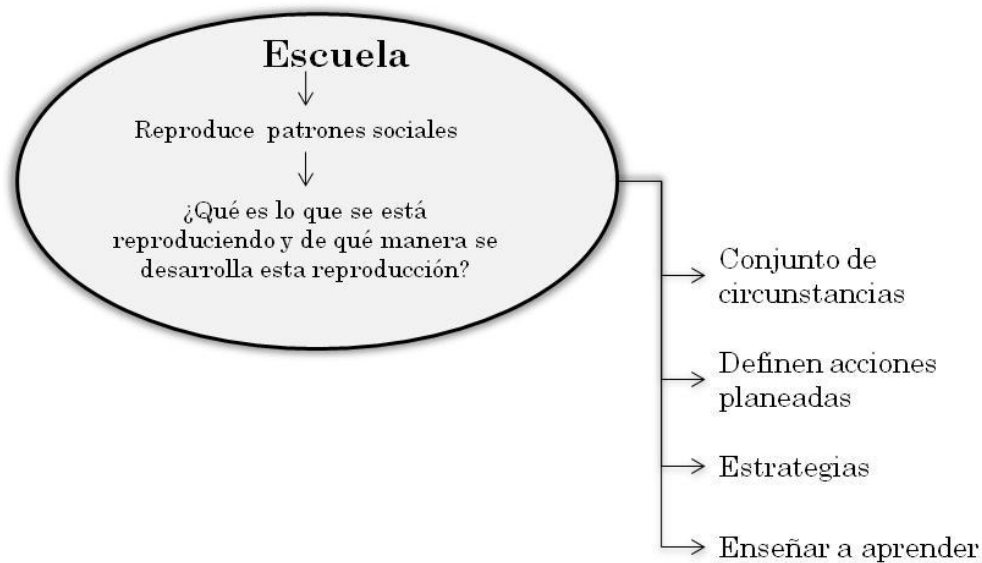 Escuela
Reproduce patrones sociales
¿Qué es lo que se está
reproduciendo y de qué manera se
desarrolla esta reproducción?
Conjunto de
circunstancias
Definen acciones
planeadas
Estrategias
Enseñar a aprender